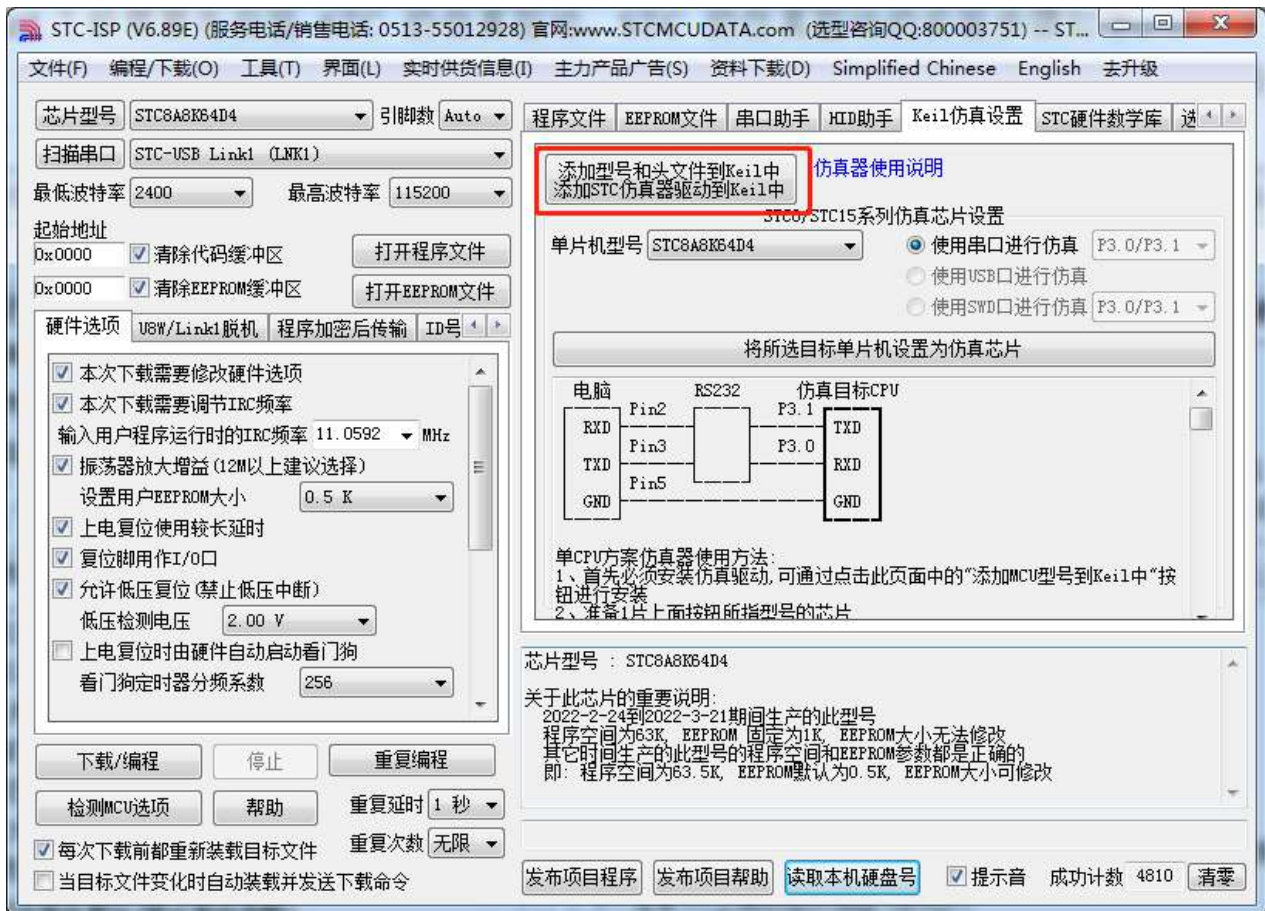 STC-ISP (V6.89E) (服务电话/销售电话: 0513-55012928) 官网:www.STCMCUDATA.com (选型咨询QQ:800003751) -- ST...
文件(F) 编程/下载(O) 工具(T) 界面(L) 实时供货信息(I) 主力产品广告(S) 资料下载(D) Simplified Chinese English 去升级
芯片型号 STC8A8K64D4 引脚数 Auto
扫描串口 STC-USB Link1 (LNK1)
最低波特率 2400 最高波特率 115200
起始地址
0x0000 清除代码缓冲区 打开程序文件
0x0000 清除EEPROM缓冲区 打开EEPROM文件
硬件选项 U8W/Link1脱机 程序加密后传输 ID号
本次下载需要修改硬件选项
本次下载需要调节IRC频率
输入用户程序运行时的IRC频率 11.0592 MHz
振荡器放大增益(12M以上建议选择)
设置用户EEPROM大小 0.5 K
上电复位使用较长延时
复位脚用作I/O口
允许低压复位(禁止低压中断)
低压检测电压 2.00 V
上电复位时由硬件自动启动看门狗
看门狗定时器分频系数 256
下载/编程 停止 重复编程
检测MCU选项 帮助 重复延时 1 秒
每次下载前都重新装载目标文件 重复次数 无限
当目标文件变化时自动装载并发送下载命令
程序文件 EEPROM文件 串口助手 HID助手 Keil仿真设置 STC硬件数学库 选
添加型号和头文件到Keil中
添加STC仿真器驱动到Keil中
仿真器使用说明
STC8/STC15系列仿真芯片设置
单片机型号 STC8A8K64D4 使用串口进行仿真 P3.0/P3.1
使用USB口进行仿真
使用SWD口进行仿真 P3.0/P3.1
将所选目标单片机设置为仿真芯片
电脑 RS232 仿真目标CPU
Pin2 P3.1
RXD TXD
Pin3 P3.0
TXD RXD
Pin5
GND GND
单CPU方案仿真器使用方法:
1、首先必须安装仿真驱动,可通过点击此页面中的"添加MCU型号到Keil中"按
钮进行安装
2、准备1片上面按钮所指型号的芯片
芯片型号 : STC8A8K64D4
关于此芯片的重要说明:
2022-2-24到2022-3-21期间生产的此型号
程序空间为63K, EEPROM 固定为1K, EEPROM大小无法修改
其它时间生产的此型号的程序空间和EEPROM参数都是正确的
即: 程序空间为63.5K, EEPROM默认为0.5K, EEPROM大小可修改
发布项目程序 发布项目帮助 读取本机硬盘号 提示音 成功计数 4810 清零